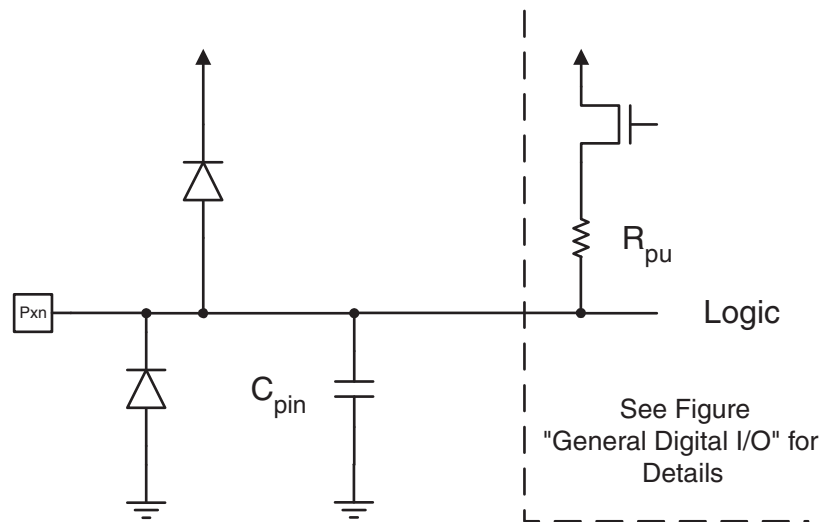 R_pu
Pxn
Logic
C_pin
See Figure
"General Digital I/O" for
Details